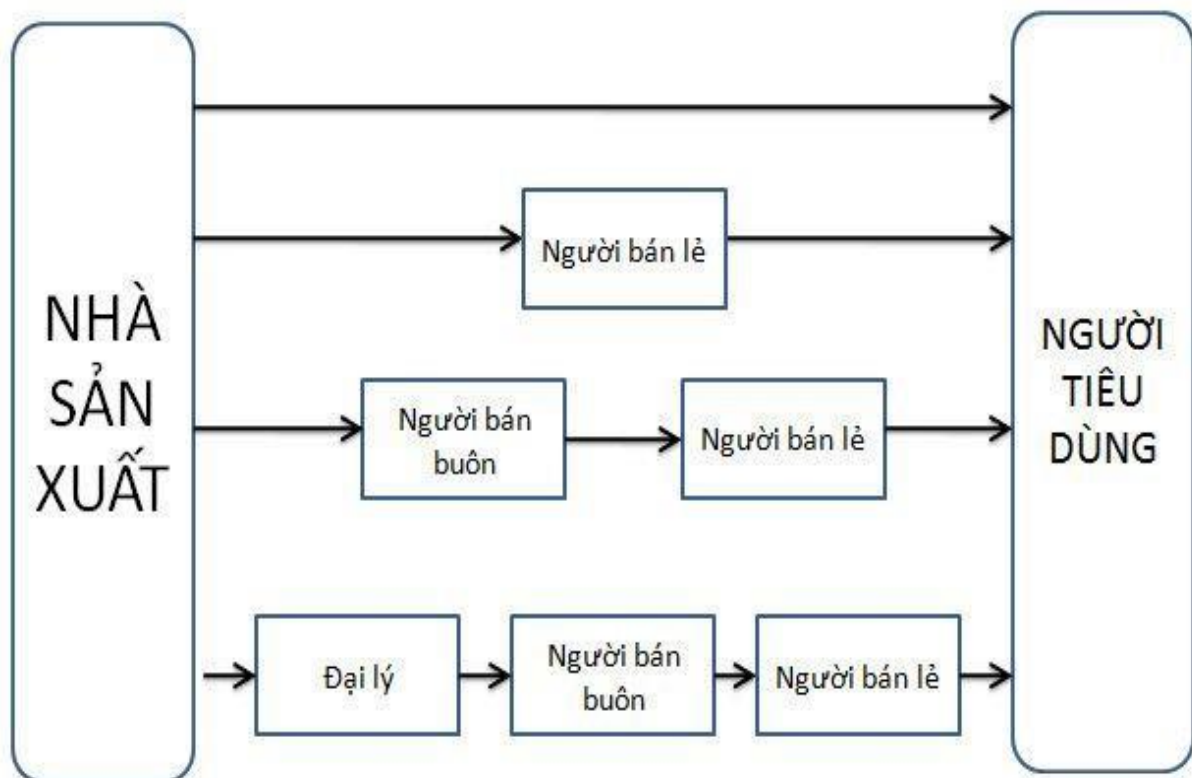 NHÀ
SẢN
XUẤT
Người bán lẻ
Người bán
buôn
Người bán lẻ
Đại lý
Người bán
buôn
Người bán lẻ
NGƯỜI
TIÊU
DÙNG